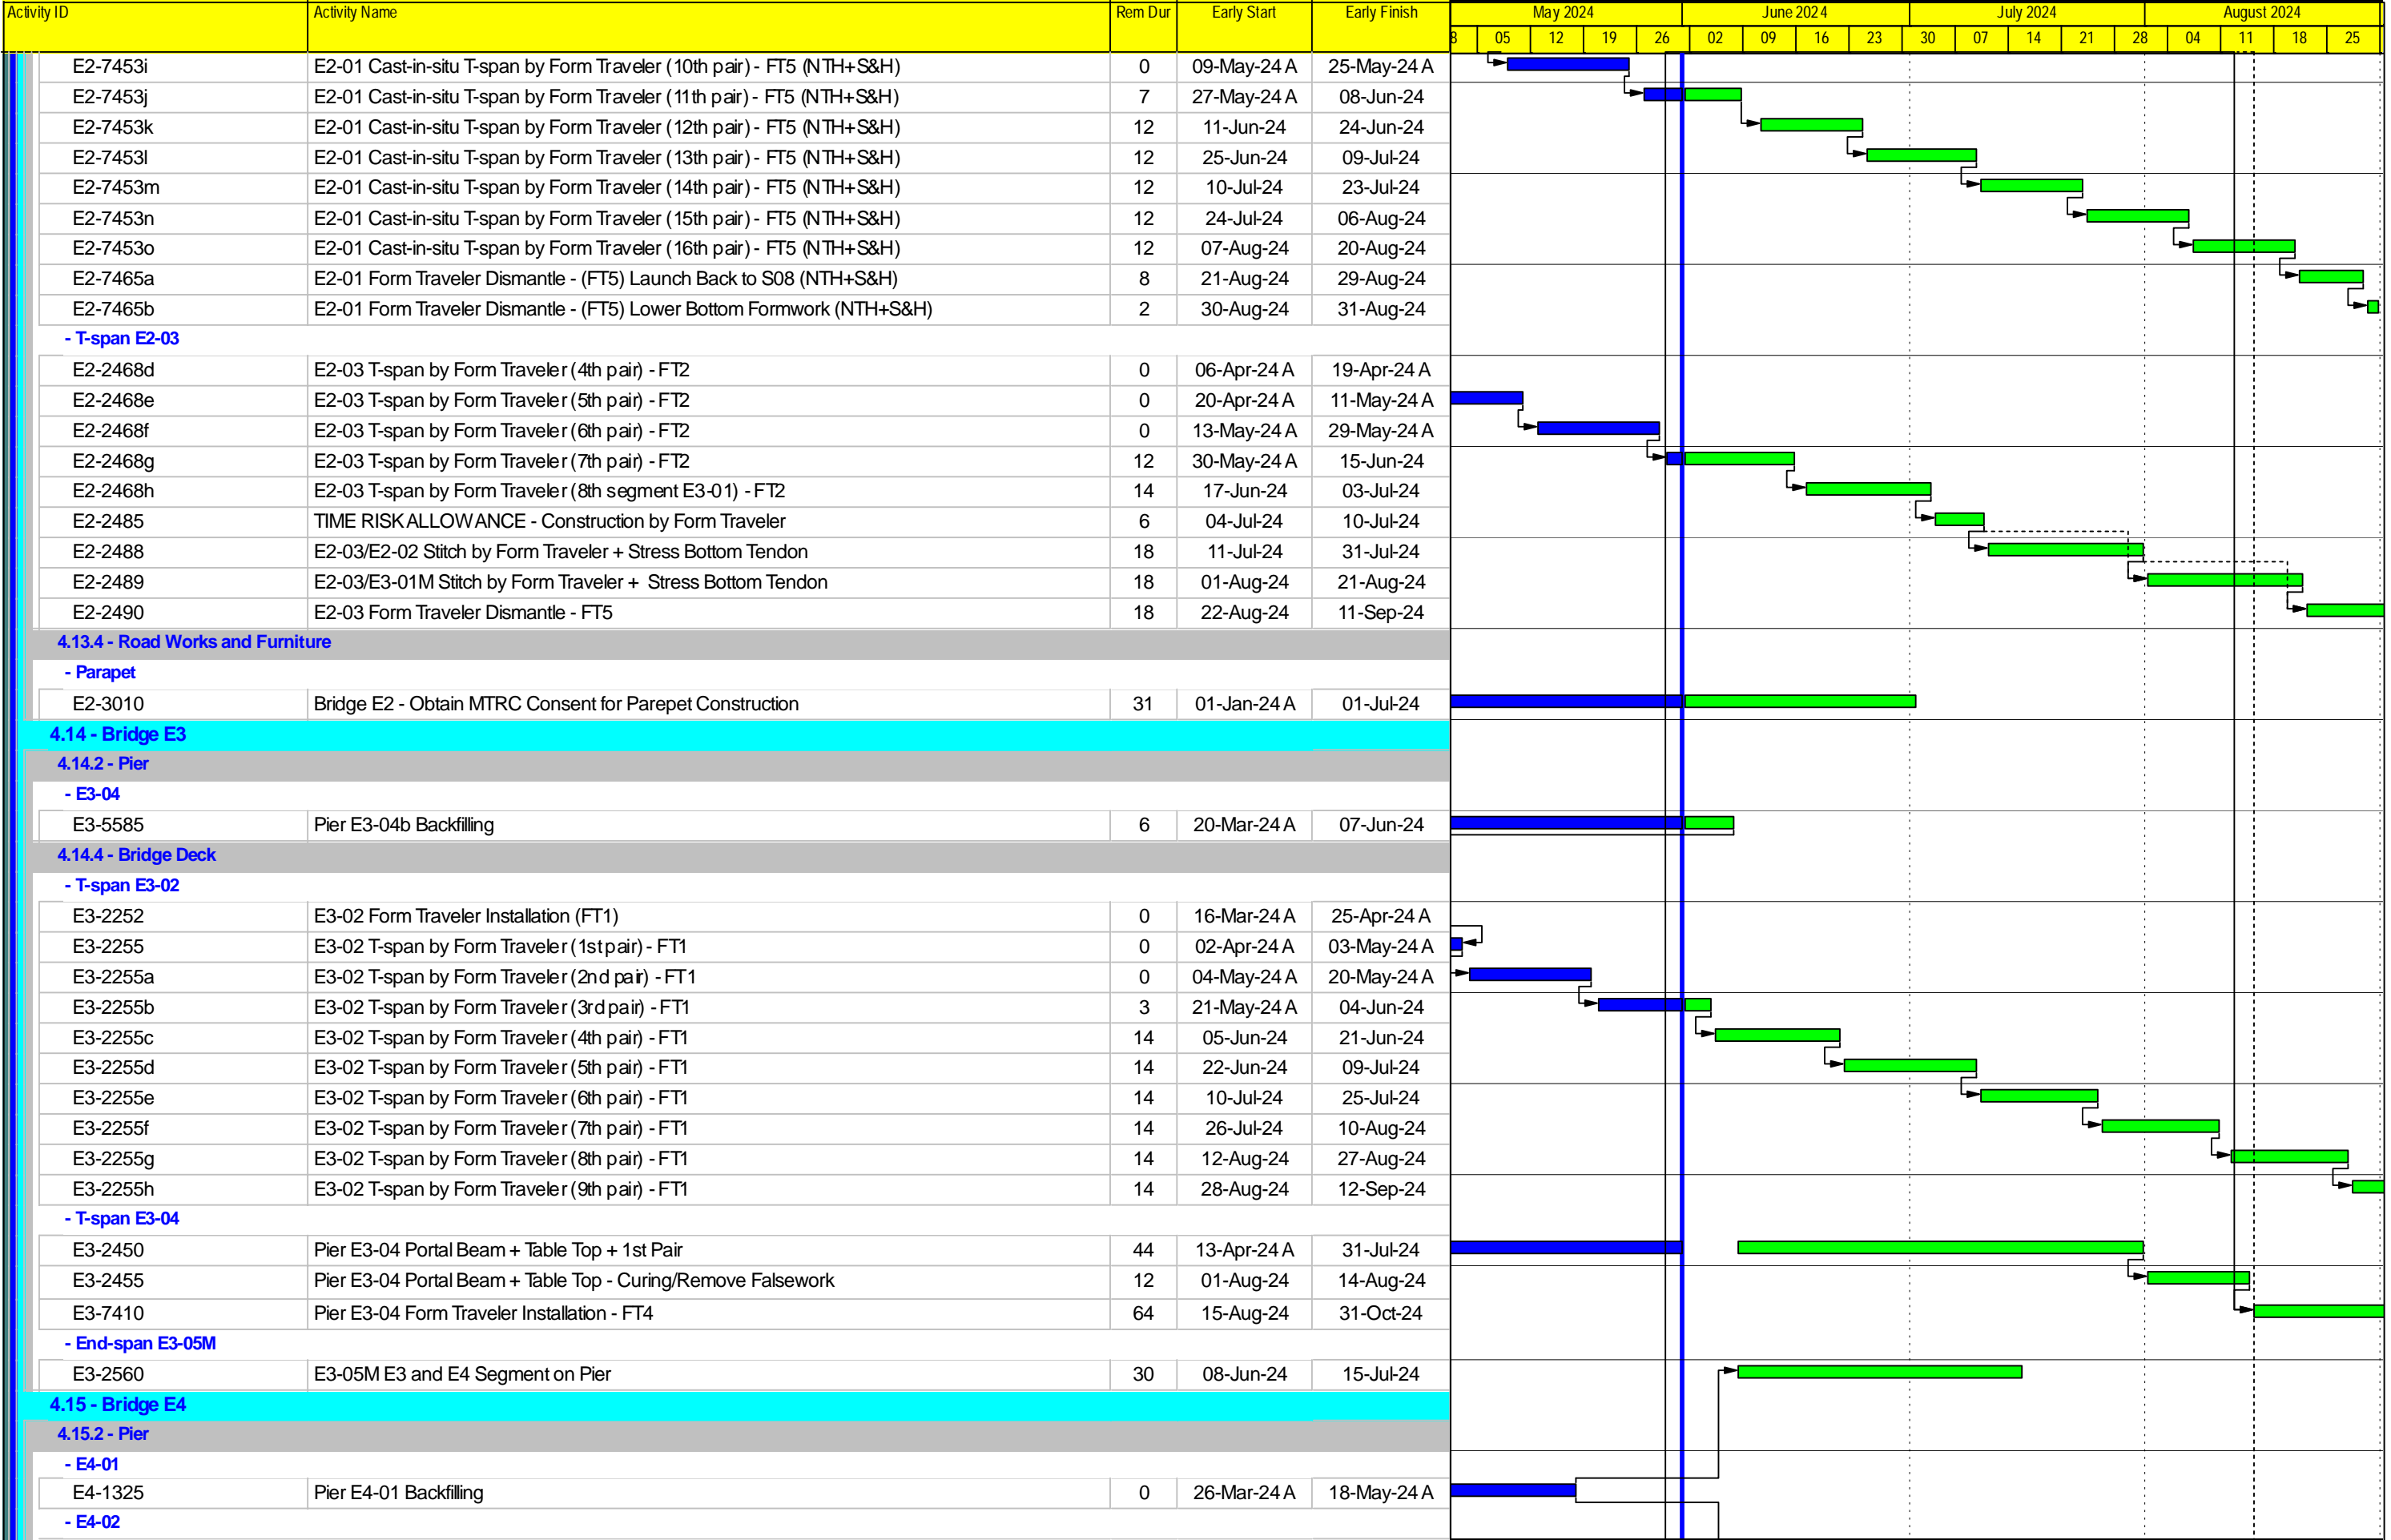 Activity ID Activity Name Rem Dur Early Start Early Finish May 2024 June 2024 July 2024 August 2024
8 05 12 19 26 02 09 16 23 30 07 14 21 28 04 11 18 25
E2-7453i E2-01 Cast-in-situ T-span by Form Traveler (10th pair) - FT5 (NTH+S&H) 0 09-May-24 A 25-May-24 A
E2-7453j E2-01 Cast-in-situ T-span by Form Traveler (11th pair) - FT5 (NTH+S&H) 7 27-May-24 A 08-Jun-24
E2-7453k E2-01 Cast-in-situ T-span by Form Traveler (12th pair) - FT5 (NTH+S&H) 12 11-Jun-24 24-Jun-24
E2-7453l E2-01 Cast-in-situ T-span by Form Traveler (13th pair) - FT5 (NTH+S&H) 12 25-Jun-24 09-Jul-24
E2-7453m E2-01 Cast-in-situ T-span by Form Traveler (14th pair) - FT5 (NTH+S&H) 12 10-Jul-24 23-Jul-24
E2-7453n E2-01 Cast-in-situ T-span by Form Traveler (15th pair) - FT5 (NTH+S&H) 12 24-Jul-24 06-Aug-24
E2-7453o E2-01 Cast-in-situ T-span by Form Traveler (16th pair) - FT5 (NTH+S&H) 12 07-Aug-24 20-Aug-24
E2-7465a E2-01 Form Traveler Dismantle - (FT5) Launch Back to S08 (NTH+S&H) 8 21-Aug-24 29-Aug-24
E2-7465b E2-01 Form Traveler Dismantle - (FT5) Lower Bottom Formwork (NTH+S&H) 2 30-Aug-24 31-Aug-24
- T-span E2-03
E2-2468d E2-03 T-span by Form Traveler (4th pair) - FT2 0 06-Apr-24 A 19-Apr-24 A
E2-2468e E2-03 T-span by Form Traveler (5th pair) - FT2 0 20-Apr-24 A 11-May-24 A
E2-2468f E2-03 T-span by Form Traveler (6th pair) - FT2 0 13-May-24 A 29-May-24 A
E2-2468g E2-03 T-span by Form Traveler (7th pair) - FT2 12 30-May-24 A 15-Jun-24
E2-2468h E2-03 T-span by Form Traveler (8th segment E3-01) - FT2 14 17-Jun-24 03-Jul-24
E2-2485 TIME RISK ALLOWANCE - Construction by Form Traveler 6 04-Jul-24 10-Jul-24
E2-2488 E2-03/E2-02 Stitch by Form Traveler + Stress Bottom Tendon 18 11-Jul-24 31-Jul-24
E2-2489 E2-03/E3-01M Stitch by Form Traveler + Stress Bottom Tendon 18 01-Aug-24 21-Aug-24
E2-2490 E2-03 Form Traveler Dismantle - FT5 18 22-Aug-24 11-Sep-24
4.13.4 - Road Works and Furniture
- Parapet
E2-3010 Bridge E2 - Obtain MTRC Consent for Parepet Construction 31 01-Jan-24 A 01-Jul-24
4.14 - Bridge E3
4.14.2 - Pier
- E3-04
E3-5585 Pier E3-04b Backfilling 6 20-Mar-24 A 07-Jun-24
4.14.4 - Bridge Deck
- T-span E3-02
E3-2252 E3-02 Form Traveler Installation (FT1) 0 16-Mar-24 A 25-Apr-24 A
E3-2255 E3-02 T-span by Form Traveler (1st pair) - FT1 0 02-Apr-24 A 03-May-24 A
E3-2255a E3-02 T-span by Form Traveler (2nd pair) - FT1 0 04-May-24 A 20-May-24 A
E3-2255b E3-02 T-span by Form Traveler (3rd pair) - FT1 3 21-May-24 A 04-Jun-24
E3-2255c E3-02 T-span by Form Traveler (4th pair) - FT1 14 05-Jun-24 21-Jun-24
E3-2255d E3-02 T-span by Form Traveler (5th pair) - FT1 14 22-Jun-24 09-Jul-24
E3-2255e E3-02 T-span by Form Traveler (6th pair) - FT1 14 10-Jul-24 25-Jul-24
E3-2255f E3-02 T-span by Form Traveler (7th pair) - FT1 14 26-Jul-24 10-Aug-24
E3-2255g E3-02 T-span by Form Traveler (8th pair) - FT1 14 12-Aug-24 27-Aug-24
E3-2255h E3-02 T-span by Form Traveler (9th pair) - FT1 14 28-Aug-24 12-Sep-24
- T-span E3-04
E3-2450 Pier E3-04 Portal Beam + Table Top + 1st Pair 44 13-Apr-24 A 31-Jul-24
E3-2455 Pier E3-04 Portal Beam + Table Top - Curing/Remove Falsework 12 01-Aug-24 14-Aug-24
E3-7410 Pier E3-04 Form Traveler Installation - FT4 64 15-Aug-24 31-Oct-24
- End-span E3-05M
E3-2560 E3-05M E3 and E4 Segment on Pier 30 08-Jun-24 15-Jul-24
4.15 - Bridge E4
4.15.2 - Pier
- E4-01
E4-1325 Pier E4-01 Backfilling 0 26-Mar-24 A 18-May-24 A
- E4-02